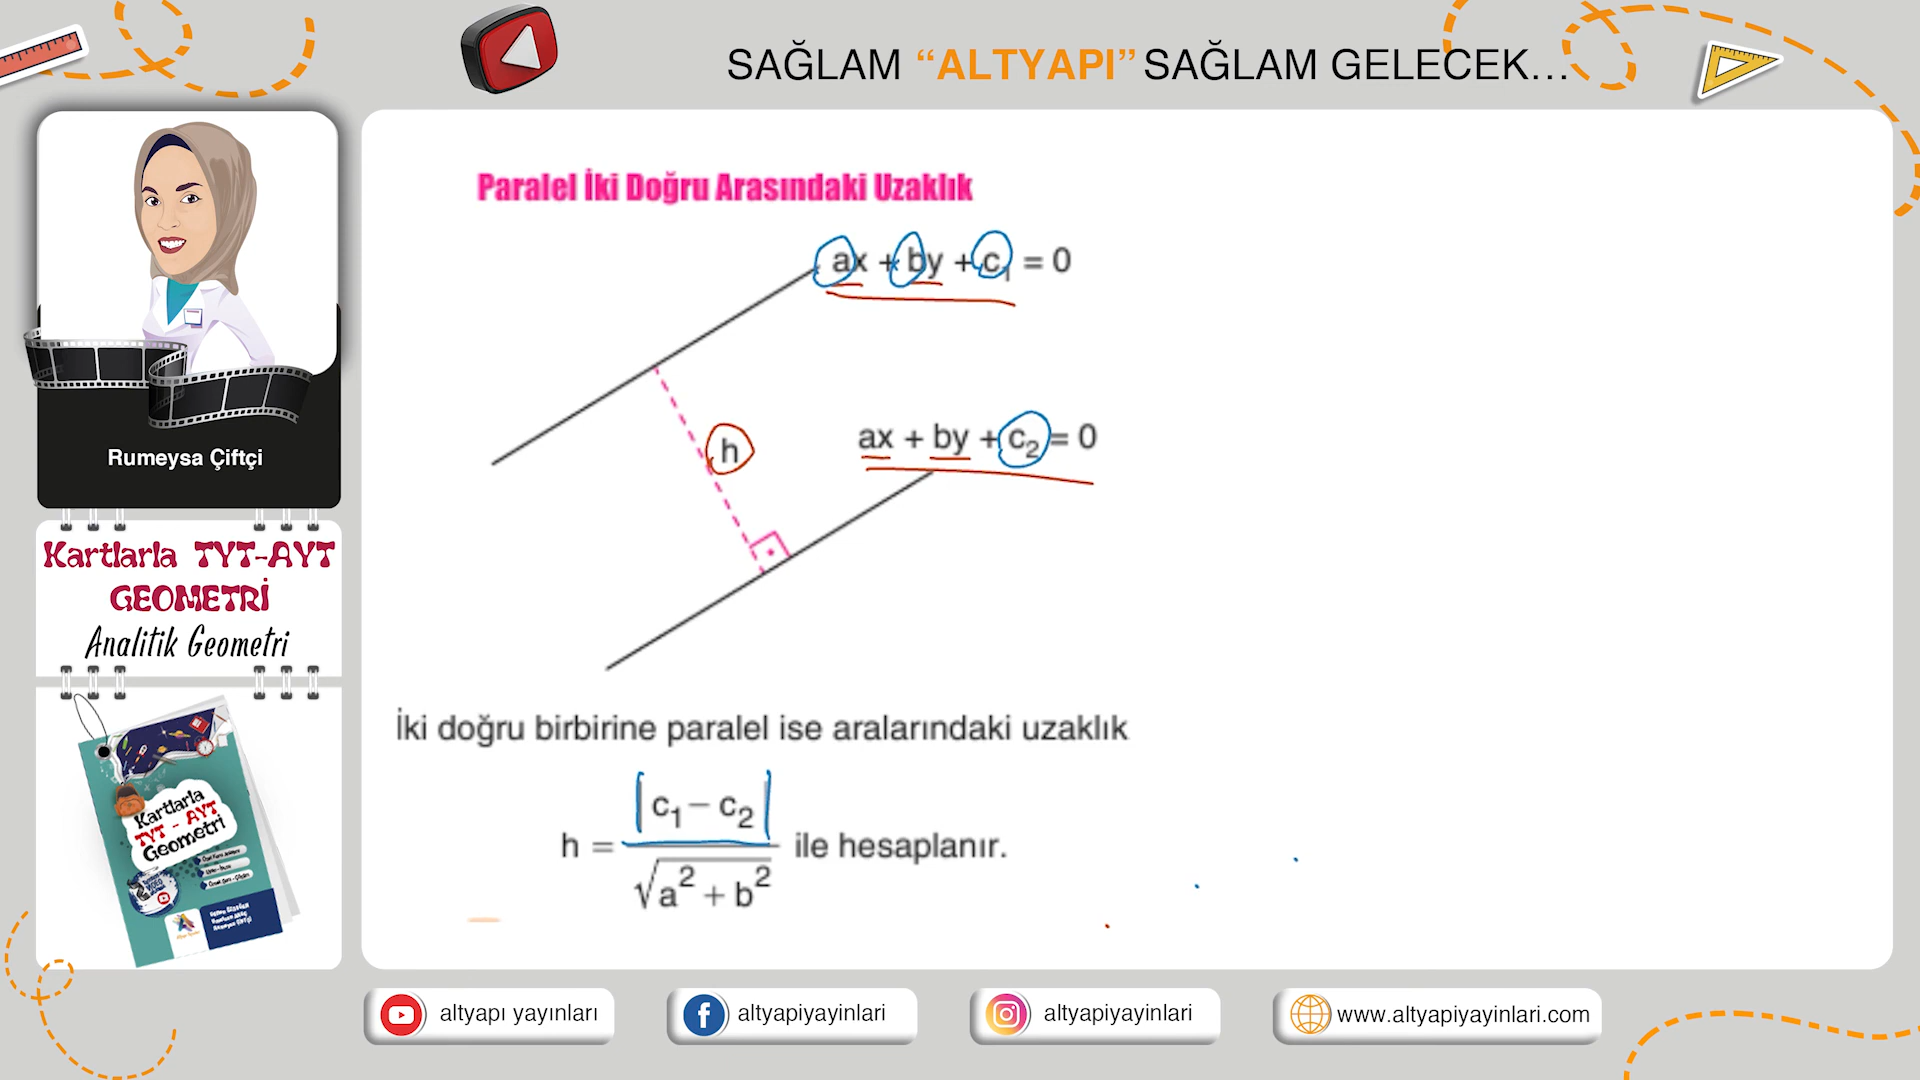 SAĞLAM “ALTYAPI” SAĞLAM GELECEK...
Rumeysa Çiftçi
Kartlarla TYT-AYT
GEOMETRİ
Analitik Geometri
Kartlarla
TYT - AYT
Geometri
Paralel İki Doğru Arasındaki Uzaklık
ax + by + c₁ = 0
h
ax + by + c₂ = 0
İki doğru birbirine paralel ise aralarındaki uzaklık
h = |c₁ − c₂| / √a² + b² ile hesaplanır.
altyapı yayınları
altyapiyayinlari
altyapiyayinlari
www.altyapiyayinlari.com